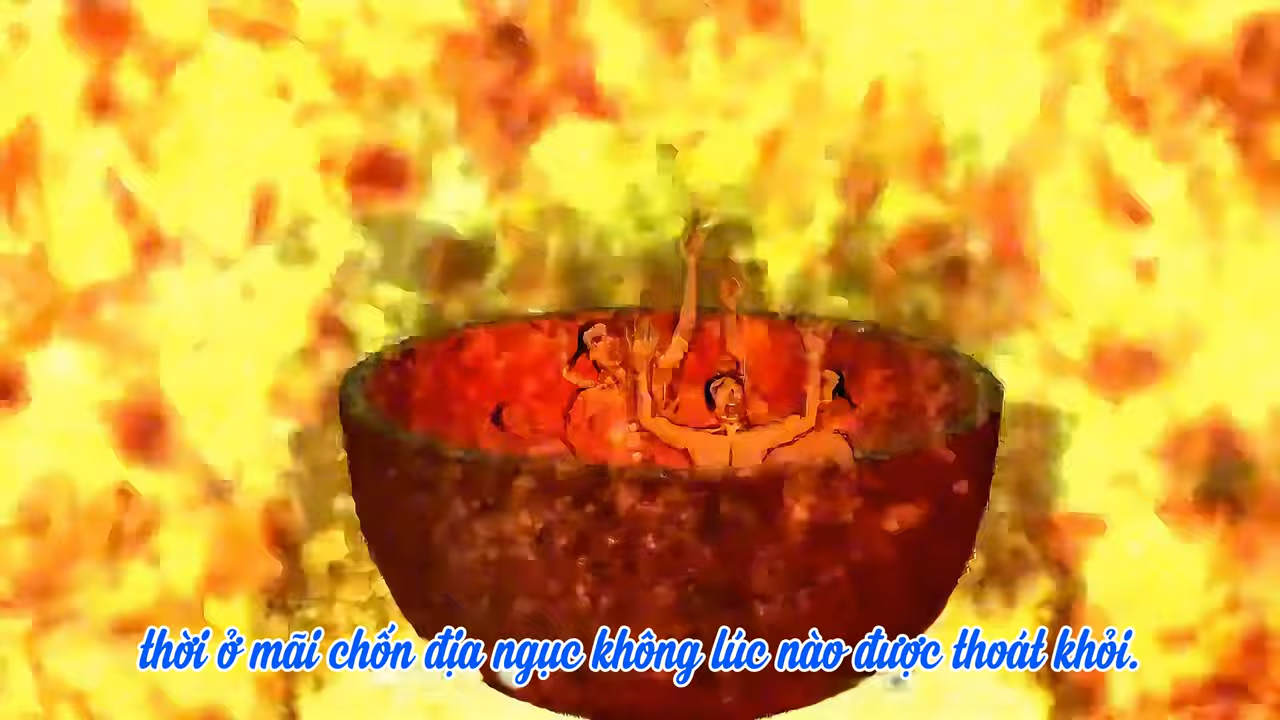 thời ở mãi chốn địa ngục không lúc nào được thoát khỏi.